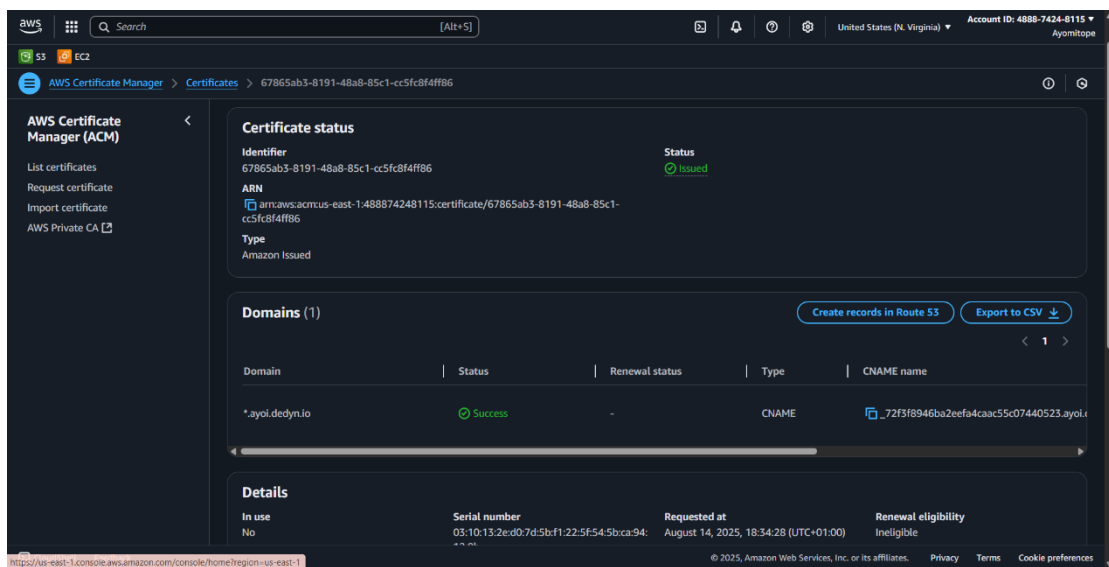 aws
Search [Alt+S] United States (N. Virginia) Account ID: 4888-7424-8115
Ayomitope
S3 EC2
AWS Certificate Manager > Certificates > 67865ab3-8191-48a8-85c1-cc5fc8f4ff86
AWS Certificate
Manager (ACM)
List certificates
Request certificate
Import certificate
AWS Private CA
Certificate status
Identifier
67865ab3-8191-48a8-85c1-cc5fc8f4ff86
Status
Issued
ARN
arn:aws:acm:us-east-1:488874248115:certificate/67865ab3-8191-48a8-85c1-
cc5fc8f4ff86
Type
Amazon Issued
Domains (1)
Create records in Route 53 Export to CSV
< 1 >
Domain Status Renewal status Type CNAME name
*.ayoi.dedyn.io Success - CNAME _72f3f8946ba2eefa4caac55c07440523.ayoi.
Details
In use
No
Serial number
03:10:13:2e:d0:7d:5b:f1:22:5f:54:5b:ca:94:
Requested at
August 14, 2025, 18:34:28 (UTC+01:00)
Renewal eligibility
Ineligible
https://us-east-1.console.aws.amazon.com/console/home?region=us-east-1
© 2025, Amazon Web Services, Inc. or its affiliates. Privacy Terms Cookie preferences